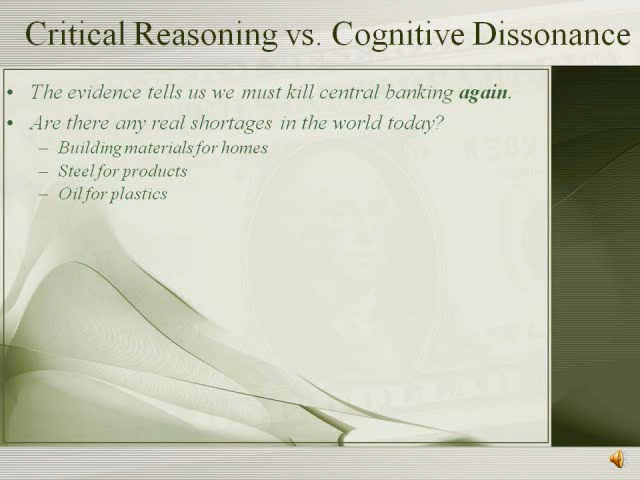 Critical Reasoning vs. Cognitive Dissonance
• The evidence tells us we must kill central banking again.
• Are there any real shortages in the world today?
– Building materials for homes
– Steel for products
– Oil for plastics